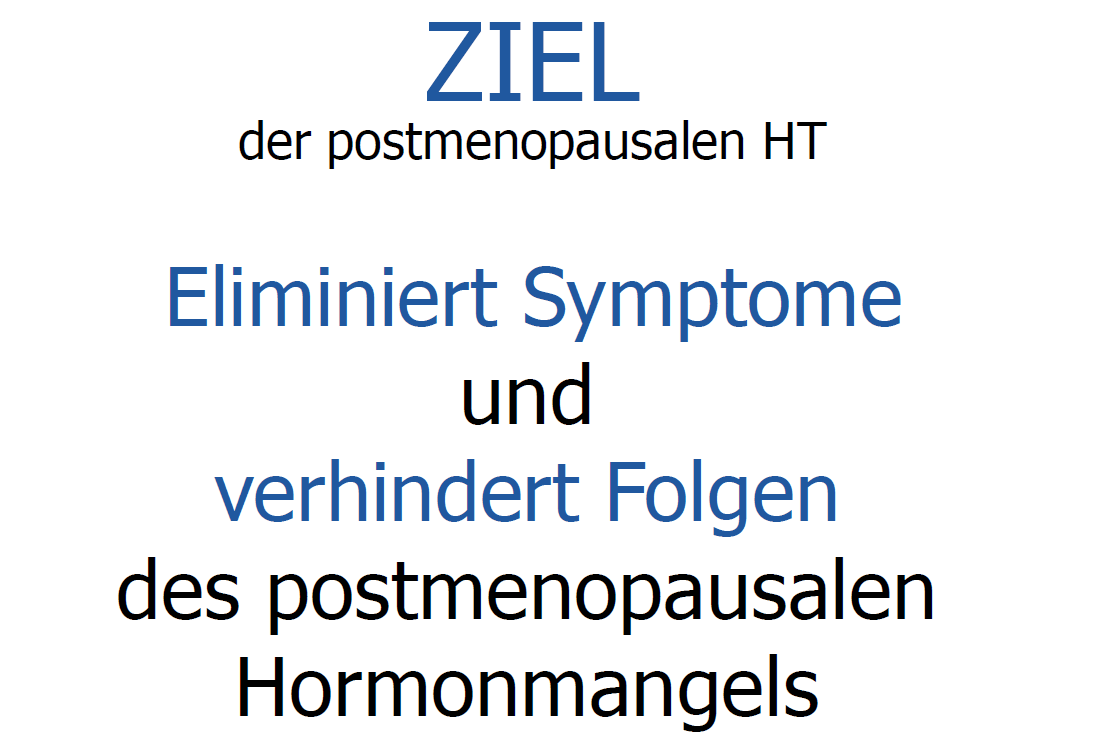 ZIEL
der postmenopausalen HT
Eliminiert Symptome
und
verhindert Folgen
des postmenopausalen
Hormonmangels